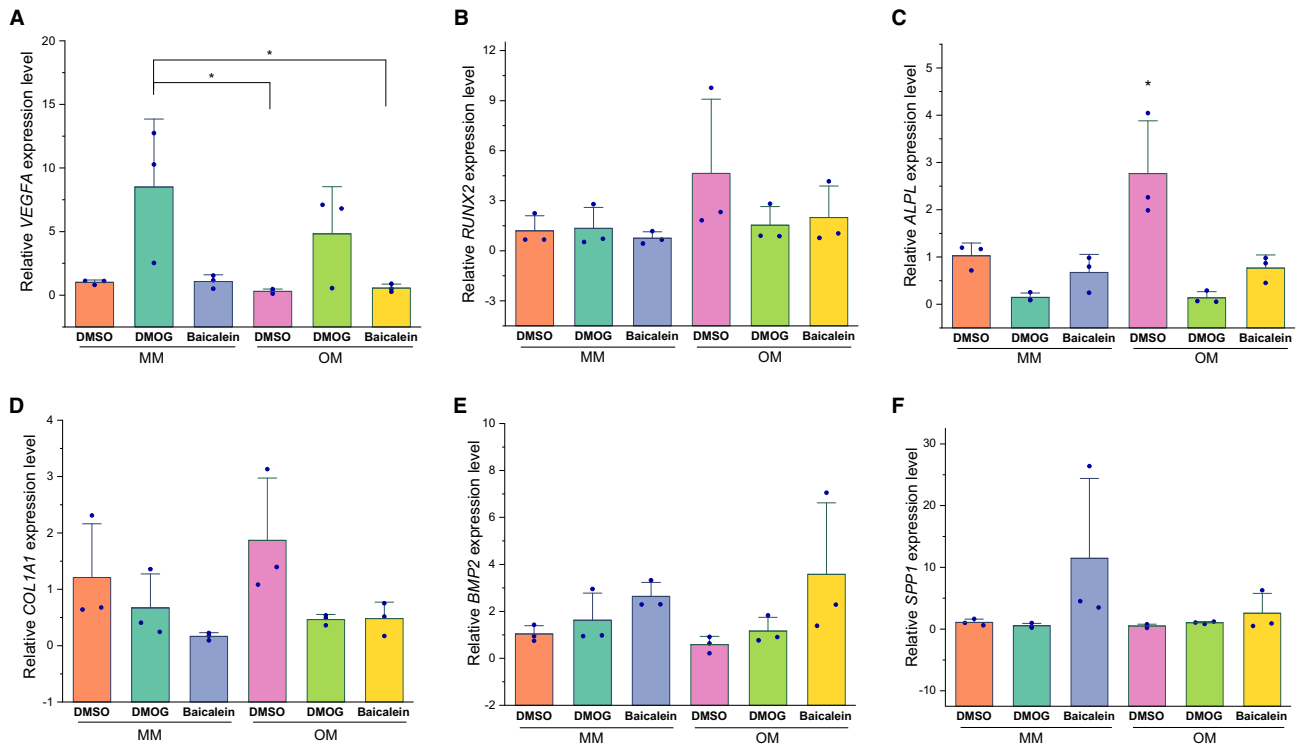 A
Relative VEGFA expression level
20
15
10
5
0
*
*
DMSO DMOG Baicalein DMSO DMOG Baicalein
MM OM
B
Relative RUNX2 expression level
12
9
6
3
0
-3
DMSO DMOG Baicalein DMSO DMOG Baicalein
MM OM
C
Relative ALPL expression level
5
4
5
3
2
1
0
*
DMSO DMOG Baicalein DMSO DMOG Baicalein
MM OM
D
Relative COL1A1 expression level
4
3
2
1
0
-1
DMSO DMOG Baicalein DMSO DMOG Baicalein
MM OM
E
Relative BMP2 expression level
10
8
6
4
2
0
-2
DMSO DMOG Baicalein DMSO DMOG Baicalein
MM OM
F
Relative SPP1 expression level
30
20
10
0
-10
DMSO DMOG Baicalein DMSO DMOG Baicalein
MM OM